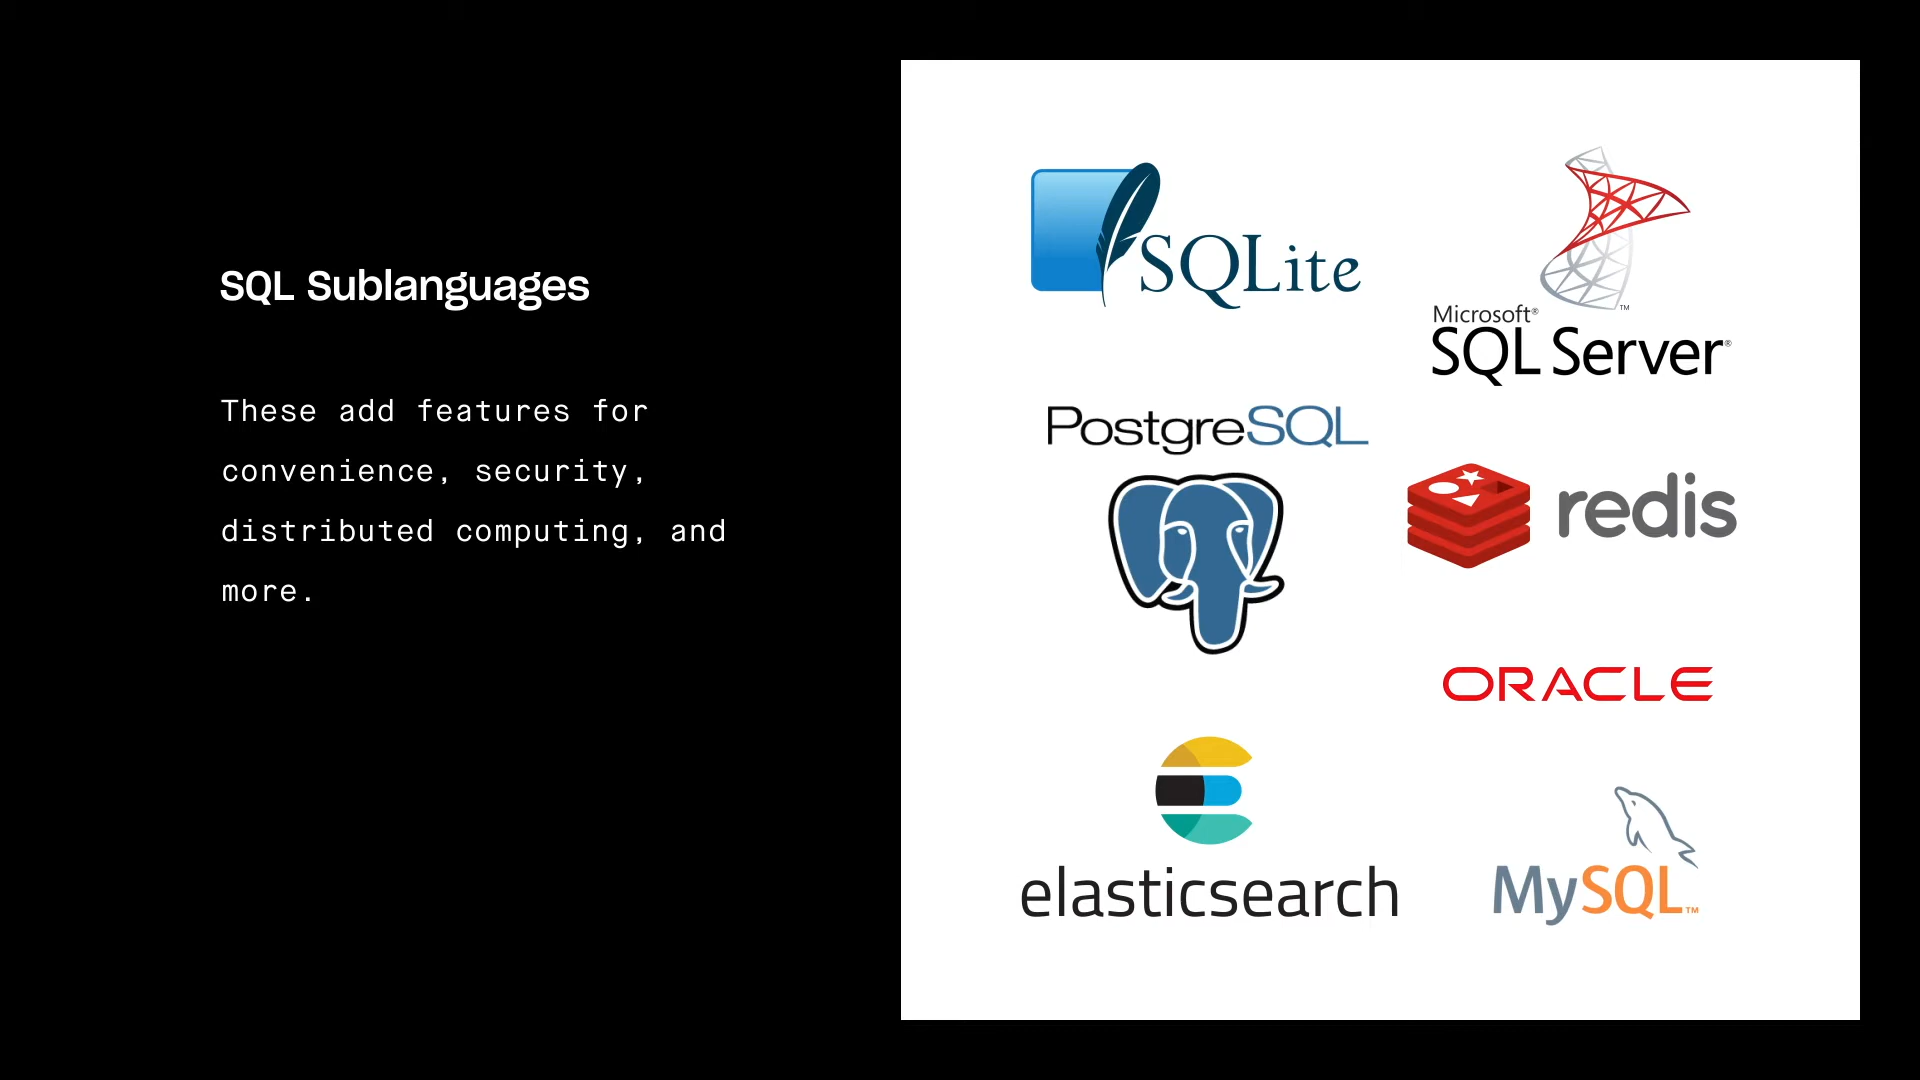 SQL Sublanguages
These add features for
convenience, security,
distributed computing, and
more.
SQLite
Microsoft®
SQL Server®
™
PostgreSQL
redis
ORACLE
elasticsearch
MySQL™